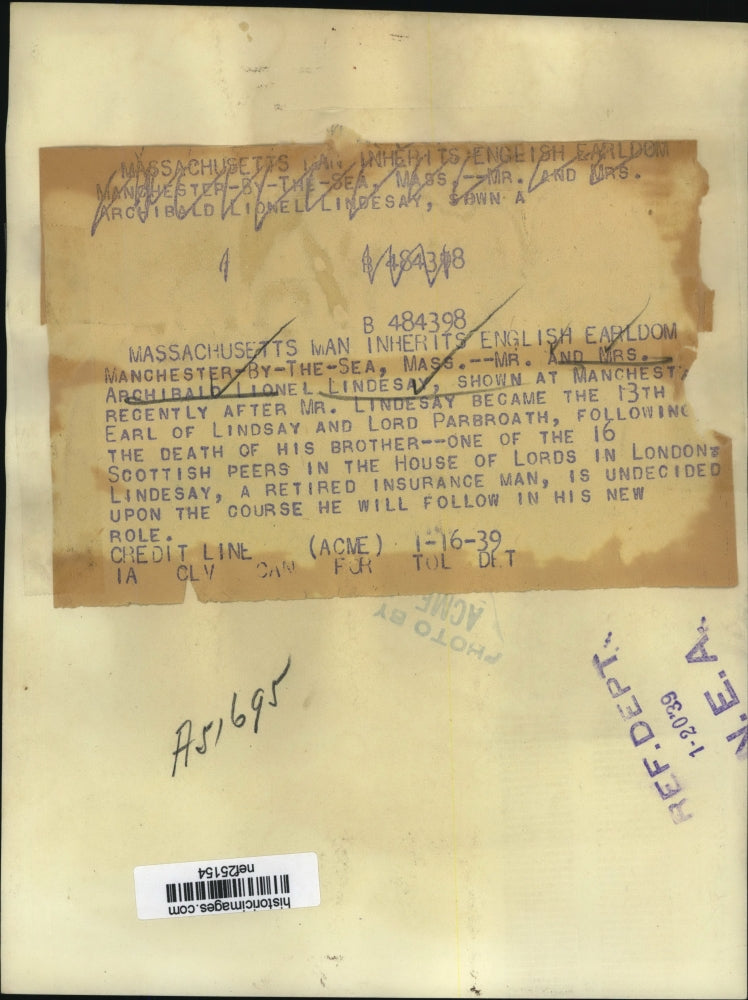 MASSACHUSETTS MAN INHERITS ENGLISH EARLDOM
MANCHESTER-BY-THE-SEA, MASS.--MR. AND MRS.
ARCHIBALD LIONEL LINDESAY, SHOWN A
B 484398
B 484398
MASSACHUSETTS MAN INHERITS ENGLISH EARLDOM
MANCHESTER-BY-THE-SEA, MASS.--MR. AND MRS.
ARCHIBALD LIONEL LINDESAY, SHOWN AT MANCHEST
RECENTLY AFTER MR. LINDESAY BECAME THE 13TH
EARL OF LINDSAY AND LORD PARBROATH, FOLLOWING
THE DEATH OF HIS BROTHER--ONE OF THE 16
SCOTTISH PEERS IN THE HOUSE OF LORDS IN LONDON.
LINDESAY, A RETIRED INSURANCE MAN, IS UNDECIDED
UPON THE COURSE HE WILL FOLLOW IN HIS NEW
ROLE.
CREDIT LINE (ACME) 1-16-39
IA CLV CAN FOR TOL DET
PHOTO BY
ACME
REF. DEPT.
1-20-39
N.E.A.
A51695
historicimages.com
nef25154